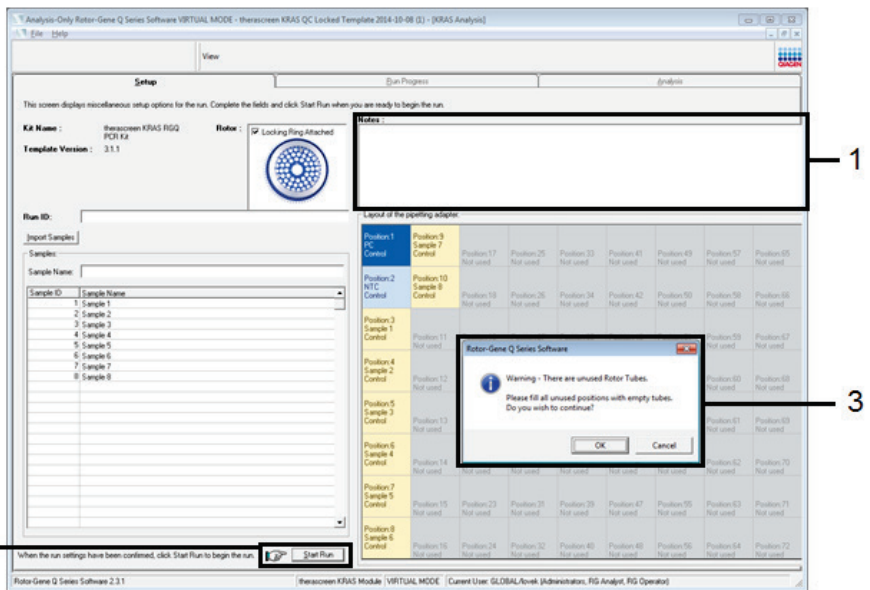 Analysis-Only Rotor-Gene Q Series Software VIRTUAL MODE - therascreen KRAS QC Locked Template 2014-10-08 (1) - [KRAS Analysis]
File Help
View
QIAGEN
Setup
Run Progress
Analysis
This screen displays miscellaneous setup options for the run. Complete the fields and click Start Run when you are ready to begin the run.
Kit Name :
therascreen KRAS RGQ
PCR Kit
Template Version :
3.1.1
Rotor :
Locking Ring Attached
Notes :
1
Run ID:
Import Samples
Samples
Sample Name:
Sample ID Sample Name
1 Sample 1
2 Sample 2
3 Sample 3
4 Sample 4
5 Sample 5
6 Sample 6
7 Sample 7
8 Sample 8
When the run settings have been confirmed, click Start Run to begin the run.
Start Run
Layout of the pipetting adapter.
Position:1
PC
Control
Position:9
Sample 7
Control
Position:17
Not used
Position:25
Not used
Position:33
Not used
Position:41
Not used
Position:49
Not used
Position:57
Not used
Position:65
Not used
Position:2
NTC
Control
Position:10
Sample 8
Control
Position:18
Not used
Position:26
Not used
Position:34
Not used
Position:42
Not used
Position:50
Not used
Position:58
Not used
Position:66
Not used
Position:3
Sample 1
Control
Position:11
Not used
Position:59
Not used
Position:67
Not used
Position:4
Sample 2
Control
Position:12
Not used
Position:60
Not used
Position:68
Not used
Position:5
Sample 3
Control
Position:13
Not used
Position:61
Not used
Position:69
Not used
Position:6
Sample 4
Control
Position:14
Not used
Not used
Not used
Not used
Not used
Not used
Position:62
Not used
Position:70
Not used
Position:7
Sample 5
Control
Position:15
Not used
Position:23
Not used
Position:31
Not used
Position:39
Not used
Position:47
Not used
Position:55
Not used
Position:63
Not used
Position:71
Not used
Position:8
Sample 6
Control
Position:16
Not used
Position:24
Not used
Position:32
Not used
Position:40
Not used
Position:48
Not used
Position:56
Not used
Position:64
Not used
Position:72
Not used
Rotor-Gene Q Series Software
Warning - There are unused Rotor Tubes.
Please fill all unused positions with empty tubes.
Do you wish to continue?
OK
Cancel
3
Rotor-Gene Q Series Software 2.3.1
therascreen KRAS Module
VIRTUAL MODE
Current User: GLOBAL/lovek (Administrators, RG Analyst, RG Operator)